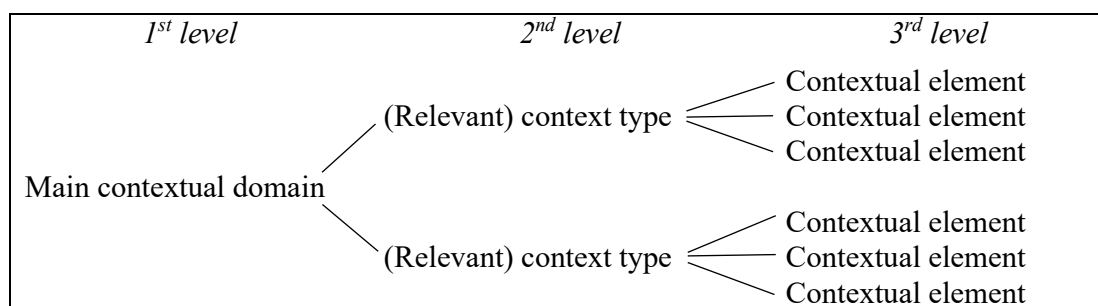 1st level 2nd level 3rd level
Contextual element
(Relevant) context type
Contextual element
Contextual element
Main contextual domain
Contextual element
(Relevant) context type
Contextual element
Contextual element